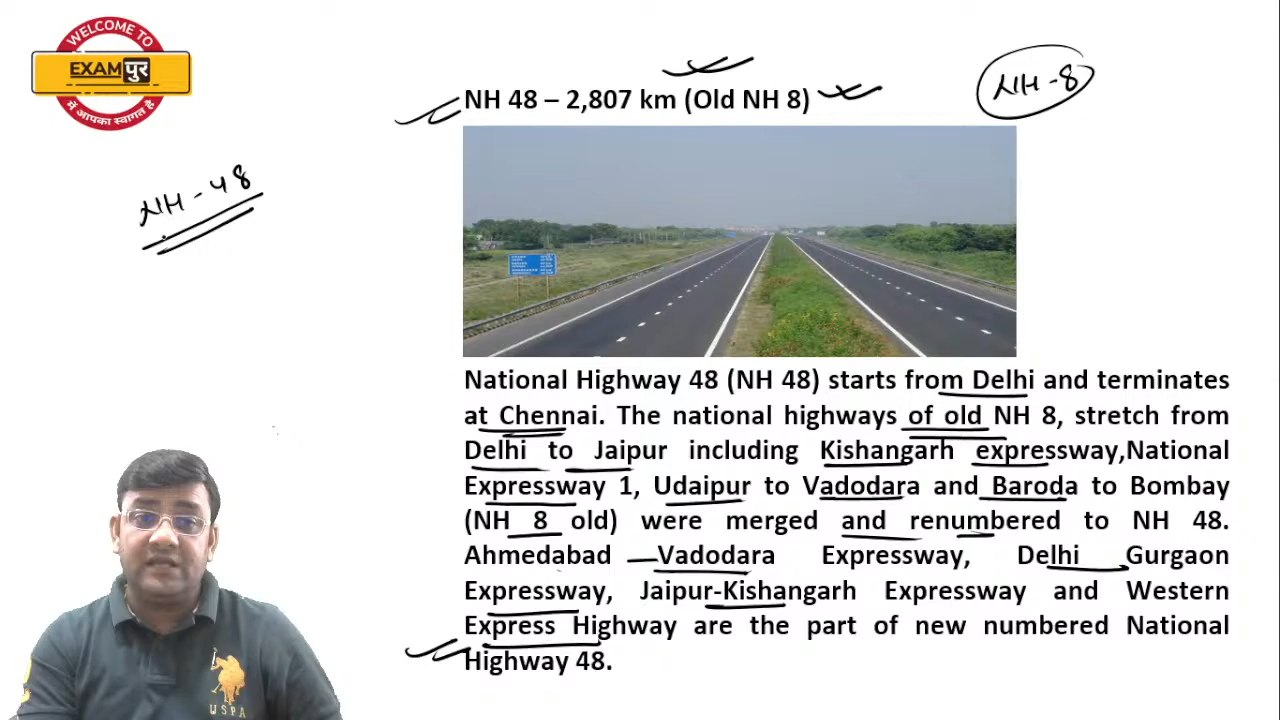 WELCOME TO
EXAMपुर
में आपका स्वागत है
NH 48 – 2,807 km (Old NH 8)
NH-8
NH-48
National Highway 48 (NH 48) starts from Delhi and terminates
at Chennai. The national highways of old NH 8, stretch from
Delhi to Jaipur including Kishangarh expressway,National
Expressway 1, Udaipur to Vadodara and Baroda to Bombay
(NH 8 old) were merged and renumbered to NH 48.
Ahmedabad Vadodara Expressway, Delhi Gurgaon
Expressway, Jaipur-Kishangarh Expressway and Western
Express Highway are the part of new numbered National
Highway 48.
USPA